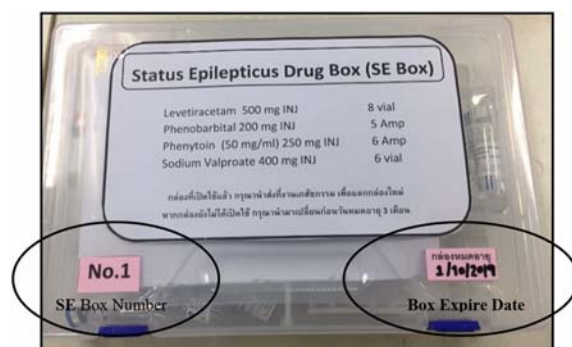 Status Epilepticus Drug Box (SE Box)
Levetiracetam 500 mg INJ 8 vial
Phenobarbital 200 mg INJ 5 Amp
Phenytoin (50 mg/ml) 250 mg INJ 6 Amp
Sodium Valproate 400 mg INJ 6 vial
กล่องที่เปิดใช้แล้ว กรุณานำส่งที่งานเภสัชกรรม เพื่อแลกกล่องใหม่
หากกล่องยังไม่ได้เปิดใช้ กรุณานำมาเปลี่ยนก่อนวันหมดอายุ 3 เดือน
No.1
กล่องหมดอายุ
1/10/2019
SE Box Number
Box Expire Date